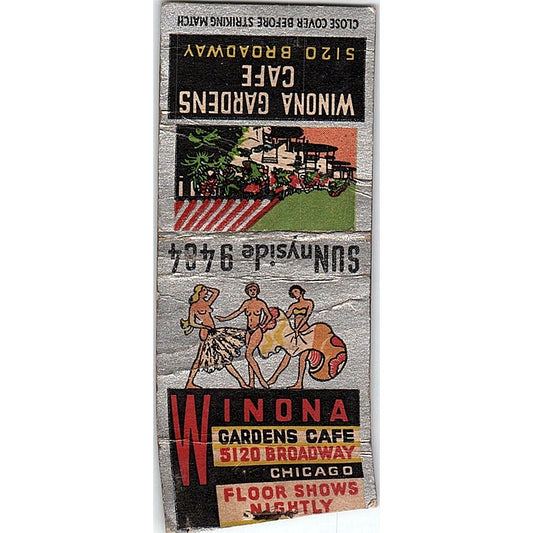 CLOSE COVER BEFORE STRIKING MATCH
5120 BROADWAY
WINONA GARDENS
CAFE
SUNnyside 9464
WINONA
GARDENS CAFE
5120 BROADWAY
CHICAGO
FLOOR SHOWS
NIGHTLY